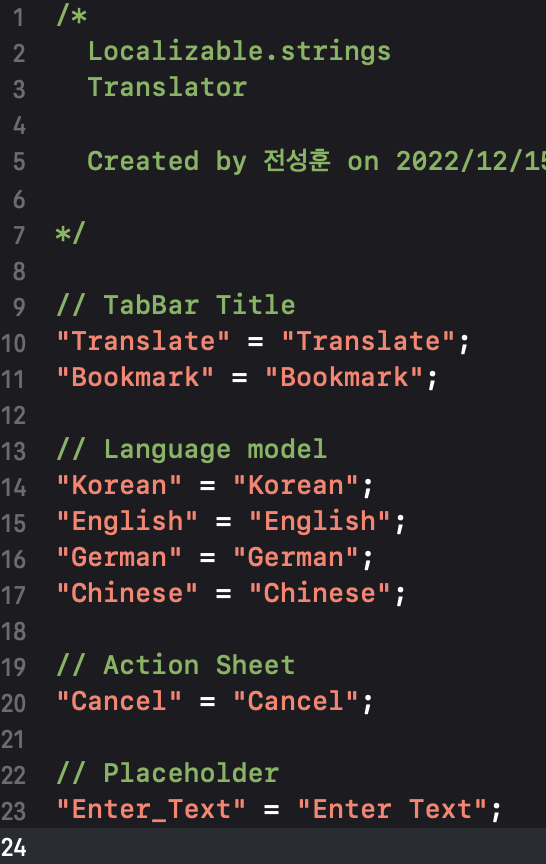 1 /*
2 Localizable.strings
3 Translator
4
5 Created by 전성훈 on 2022/12/15
6
7 */
8
9 // TabBar Title
10 "Translate" = "Translate";
11 "Bookmark" = "Bookmark";
12
13 // Language model
14 "Korean" = "Korean";
15 "English" = "English";
16 "German" = "German";
17 "Chinese" = "Chinese";
18
19 // Action Sheet
20 "Cancel" = "Cancel";
21
22 // Placeholder
23 "Enter_Text" = "Enter Text";
24